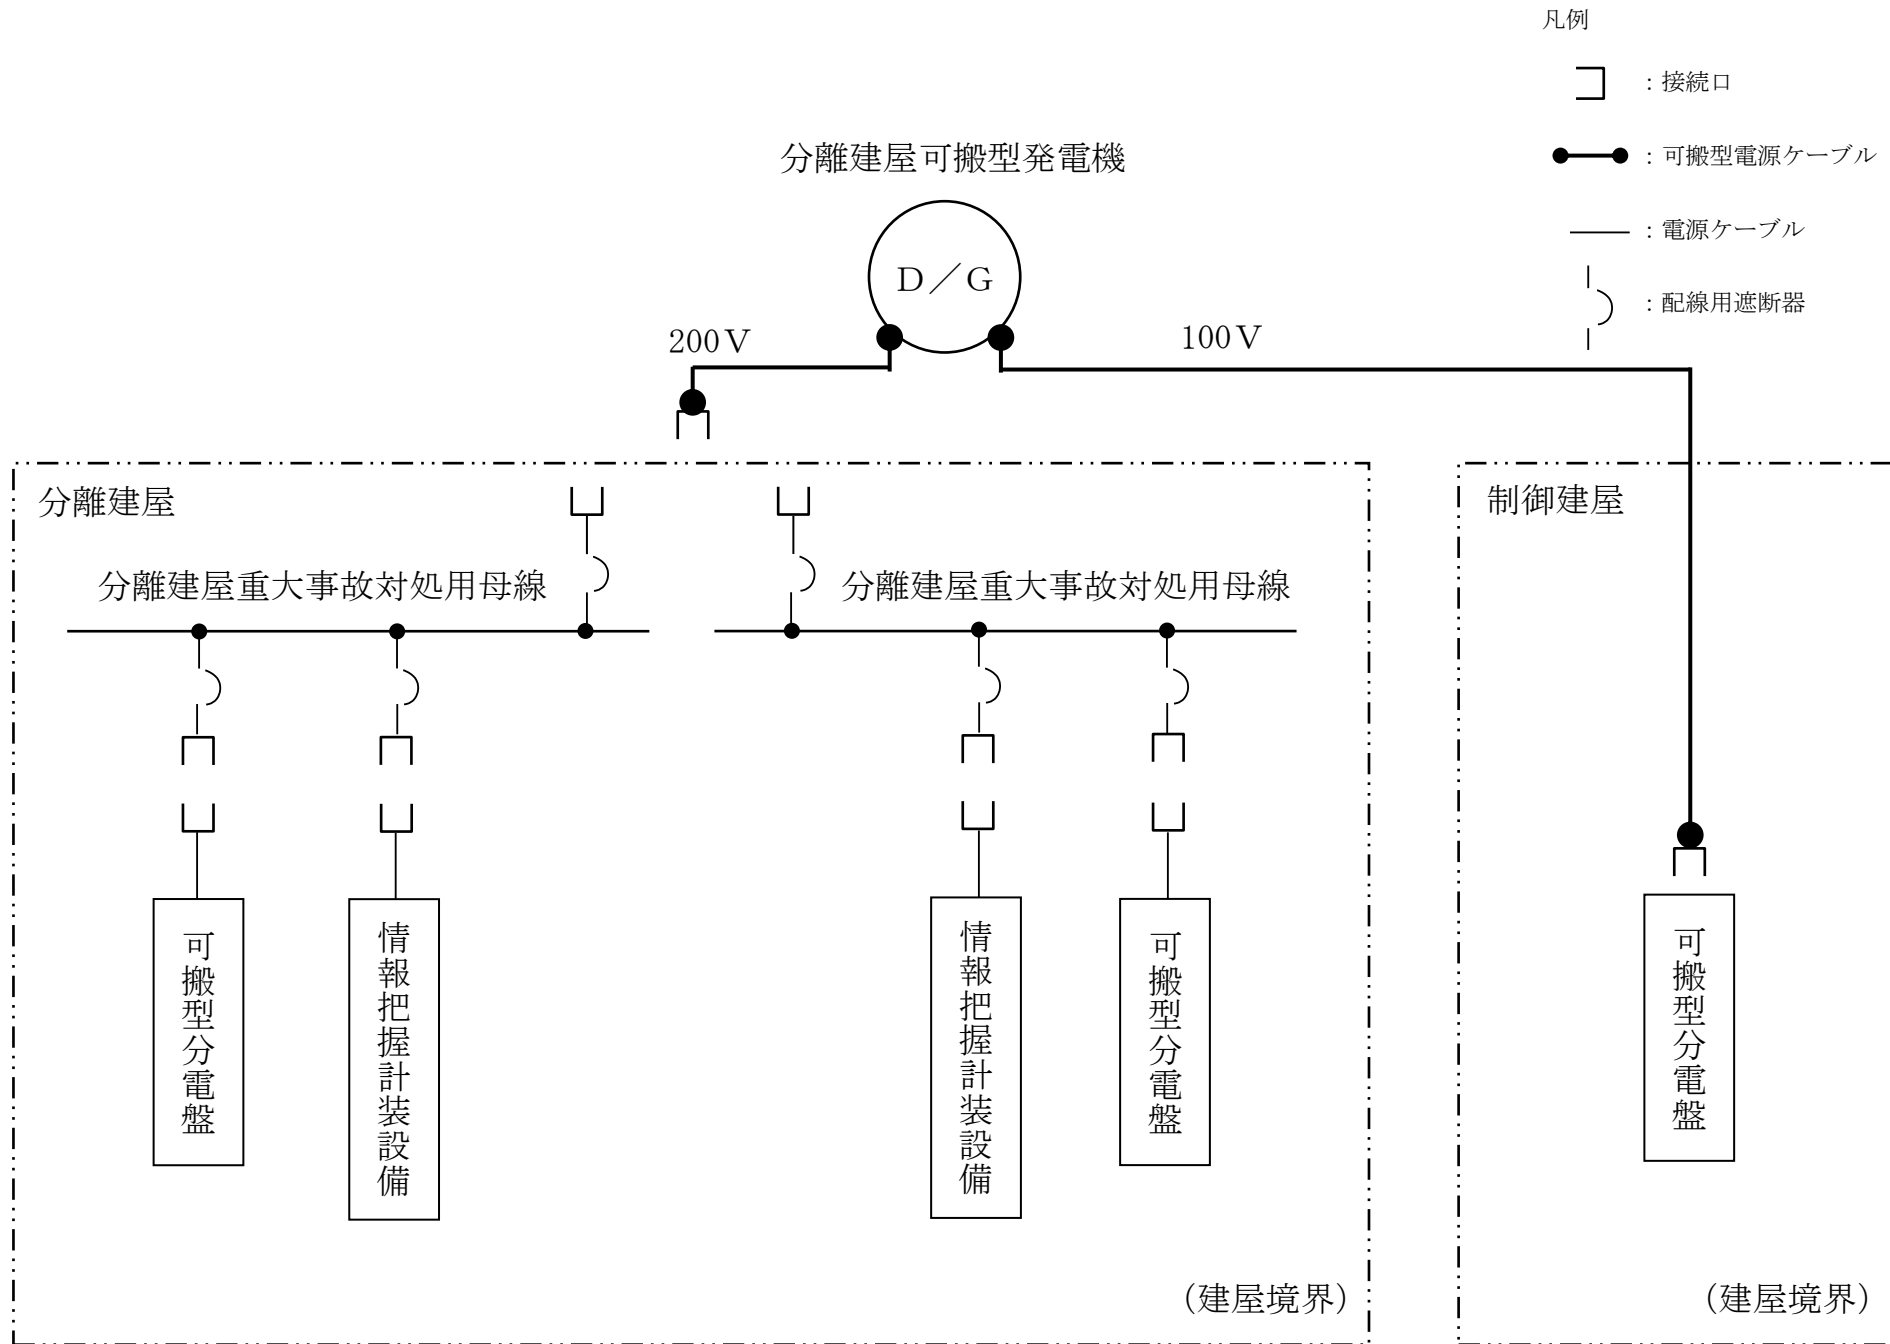 凡例
：接続口
：可搬型電源ケーブル
：電源ケーブル
：配線用遮断器
分離建屋可搬型発電機
D／G
200V
100V
分離建屋
制御建屋
分離建屋重大事故対処用母線
分離建屋重大事故対処用母線
可搬型分電盤
情報把握計装設備
情報把握計装設備
可搬型分電盤
可搬型分電盤
（建屋境界）
（建屋境界）